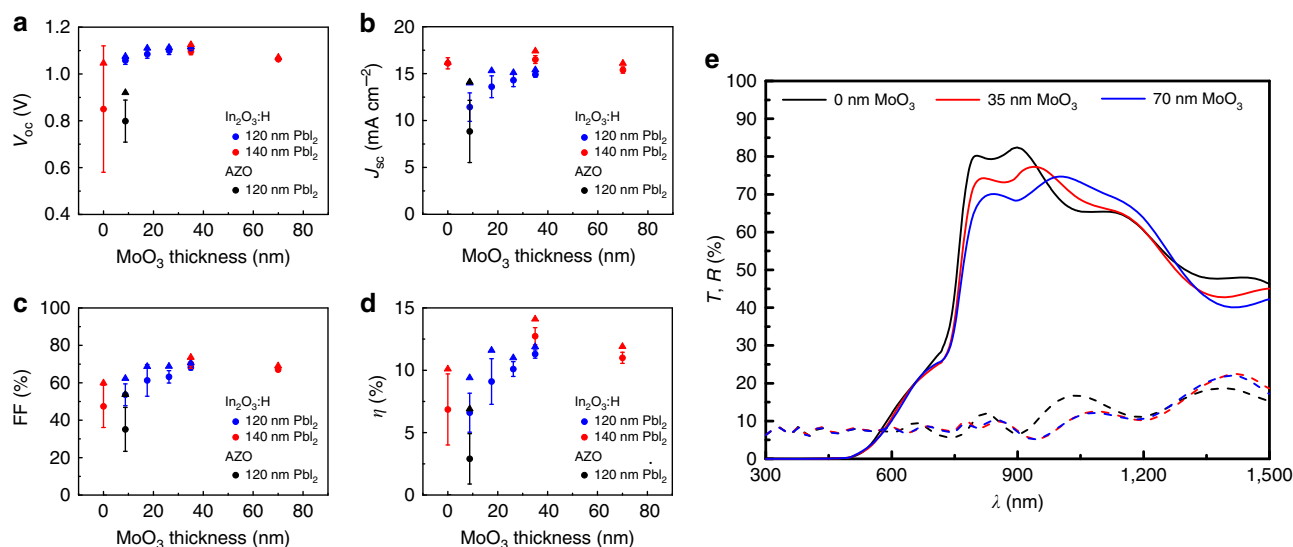 a
1.2
1.0
0.8
0.6
0.4
V_oc (V)
In₂O₃:H
120 nm PbI₂
140 nm PbI₂
AZO
120 nm PbI₂
0 20 40 60 80
MoO₃ thickness (nm)
b
20
15
10
5
0
J_sc (mA cm⁻²)
In₂O₃:H
120 nm PbI₂
140 nm PbI₂
AZO
120 nm PbI₂
0 20 40 60 80
MoO₃ thickness (nm)
c
100
80
60
40
20
0
FF (%)
In₂O₃:H
120 nm PbI₂
140 nm PbI₂
AZO
120 nm PbI₂
0 20 40 60 80
MoO₃ thickness (nm)
d
15
10
5
0
η (%)
In₂O₃:H
120 nm PbI₂
140 nm PbI₂
AZO
120 nm PbI₂
0 20 40 60 80
MoO₃ thickness (nm)
e
100
90
80
70
60
50
40
30
20
10
0
T, R (%)
0 nm MoO₃ 35 nm MoO₃ 70 nm MoO₃
300 600 900 1,200 1,500
λ (nm)